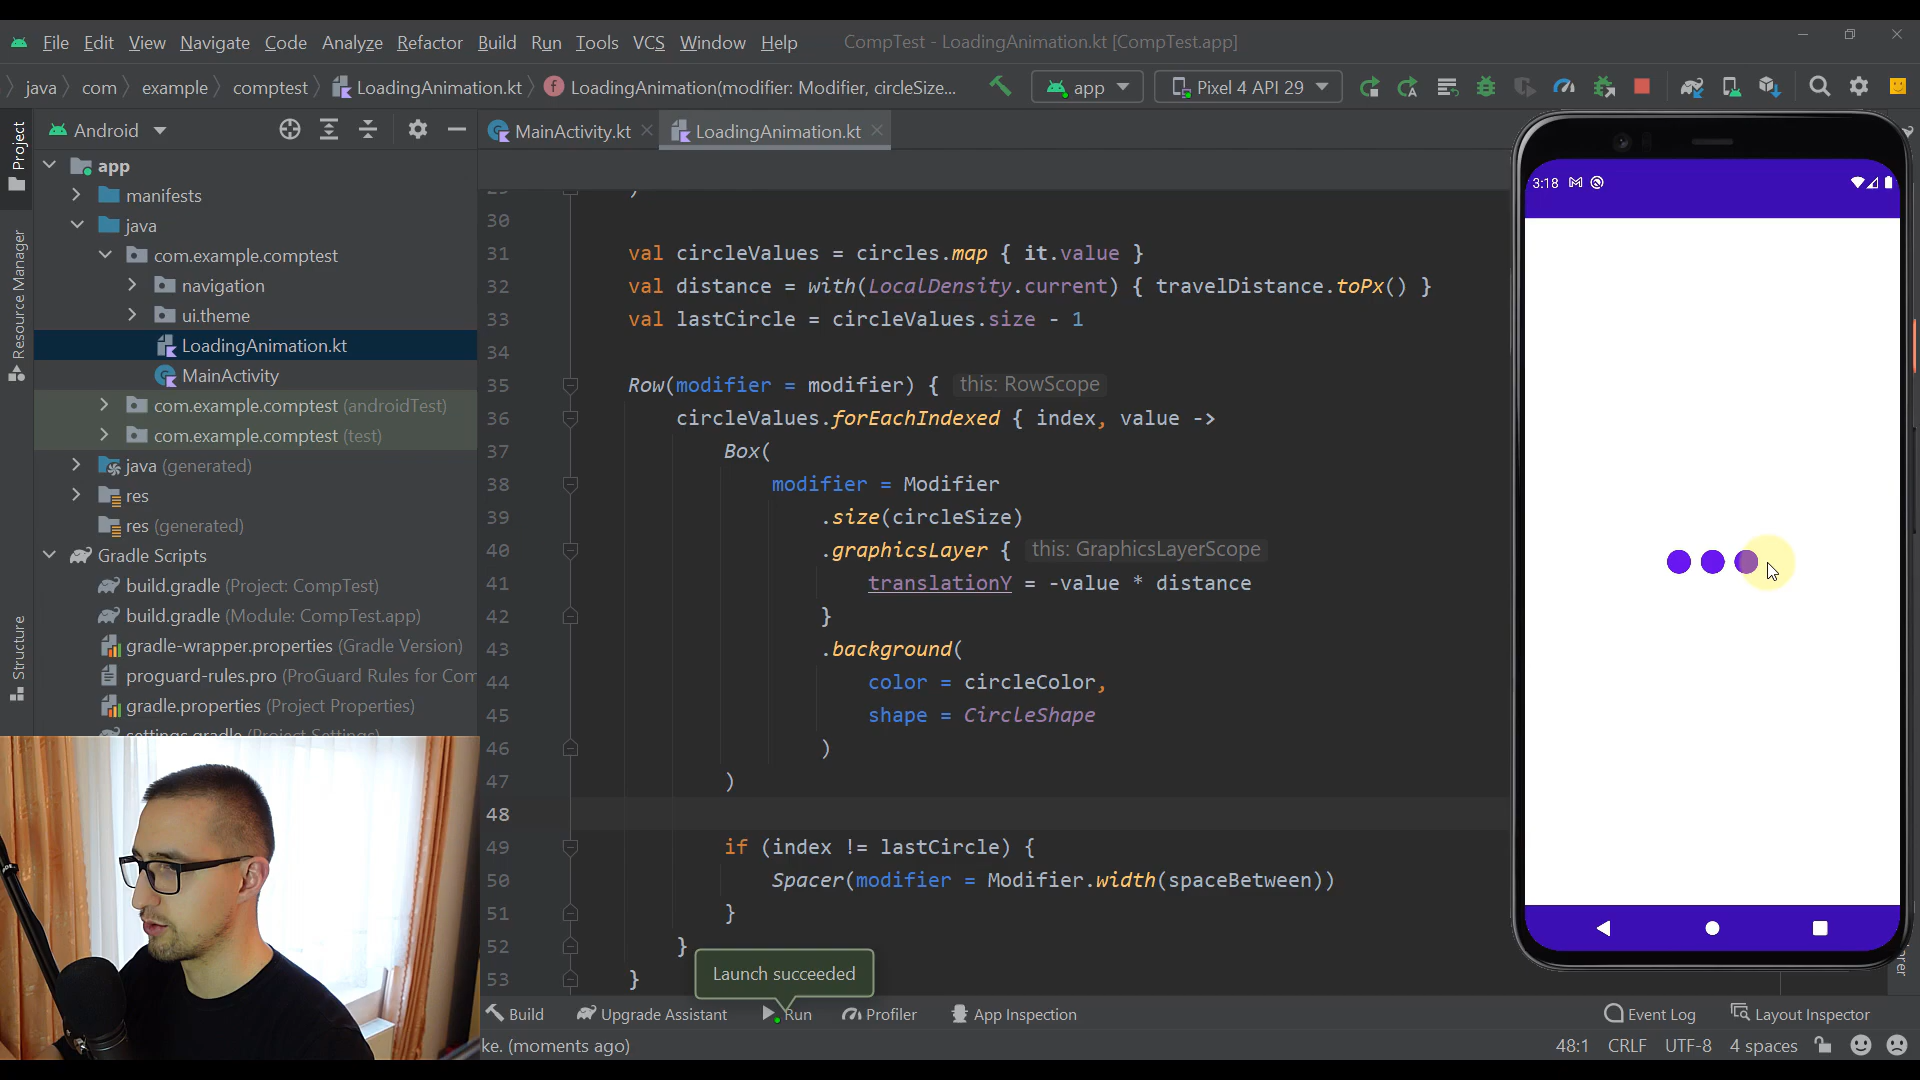 File Edit View Navigate Code Analyze Refactor Build Run Tools VCS Window Help CompTest - LoadingAnimation.kt [CompTest.app]
java com example comptest LoadingAnimation.kt LoadingAnimation(modifier: Modifier, circleSize... app Pixel 4 API 29
Android
MainActivity.kt LoadingAnimation.kt
Project
Resource Manager
Structure
app
manifests
java
com.example.comptest
navigation
ui.theme
LoadingAnimation.kt
MainActivity
com.example.comptest (androidTest)
com.example.comptest (test)
java (generated)
res
res (generated)
Gradle Scripts
build.gradle (Project: CompTest)
build.gradle (Module: CompTest.app)
gradle-wrapper.properties (Gradle Version)
proguard-rules.pro (ProGuard Rules for Com
gradle.properties (Project Properties)
settings.gradle (Project Settings)
30
31 val circleValues = circles.map { it.value }
32 val distance = with(LocalDensity.current) { travelDistance.toPx() }
33 val lastCircle = circleValues.size - 1
34
35 Row(modifier = modifier) { this: RowScope
36 circleValues.forEachIndexed { index, value ->
37 Box(
38 modifier = Modifier
39 .size(circleSize)
40 .graphicsLayer { this: GraphicsLayerScope
41 translationY = -value * distance
42 }
43 .background(
44 color = circleColor,
45 shape = CircleShape
46 )
47 )
48
49 if (index != lastCircle) {
50 Spacer(modifier = Modifier.width(spaceBetween))
51 }
52 }
53 }
3:18
Launch succeeded
Build Upgrade Assistant Run Profiler App Inspection Event Log Layout Inspector
ke. (moments ago) 48:1 CRLF UTF-8 4 spaces